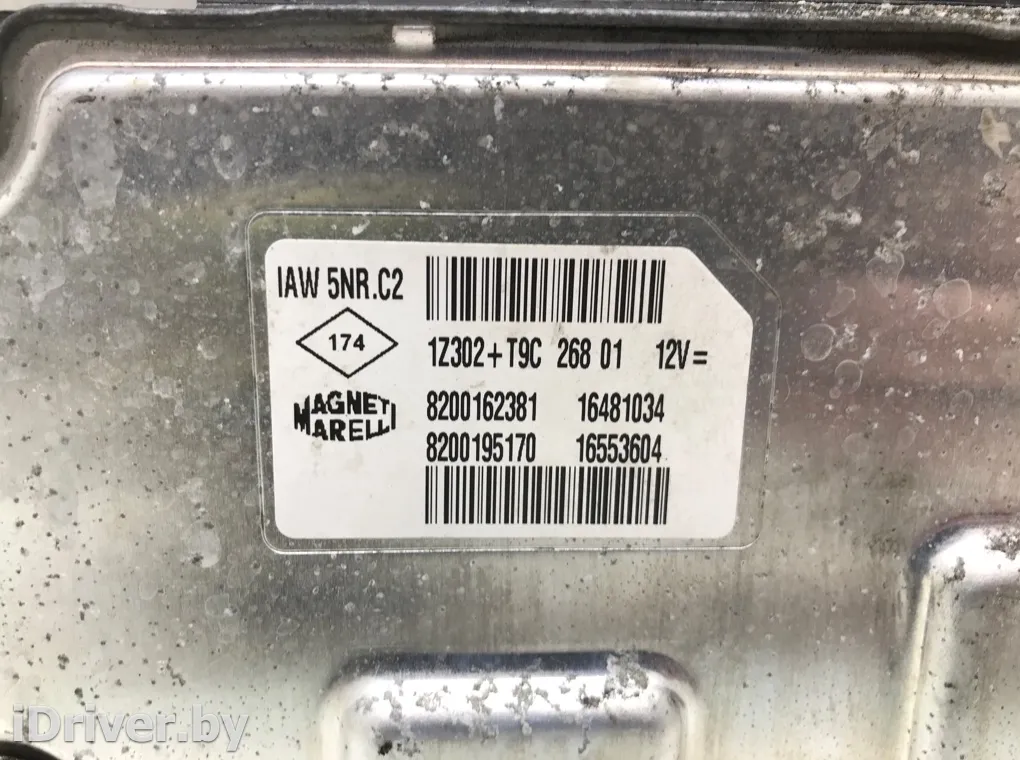 IAW 5NR.C2
174
1Z302+T9C 268 01 12V=
MAGNETI
MARELLI
8200162381 16481034
8200195170 16553604
iDriver.by